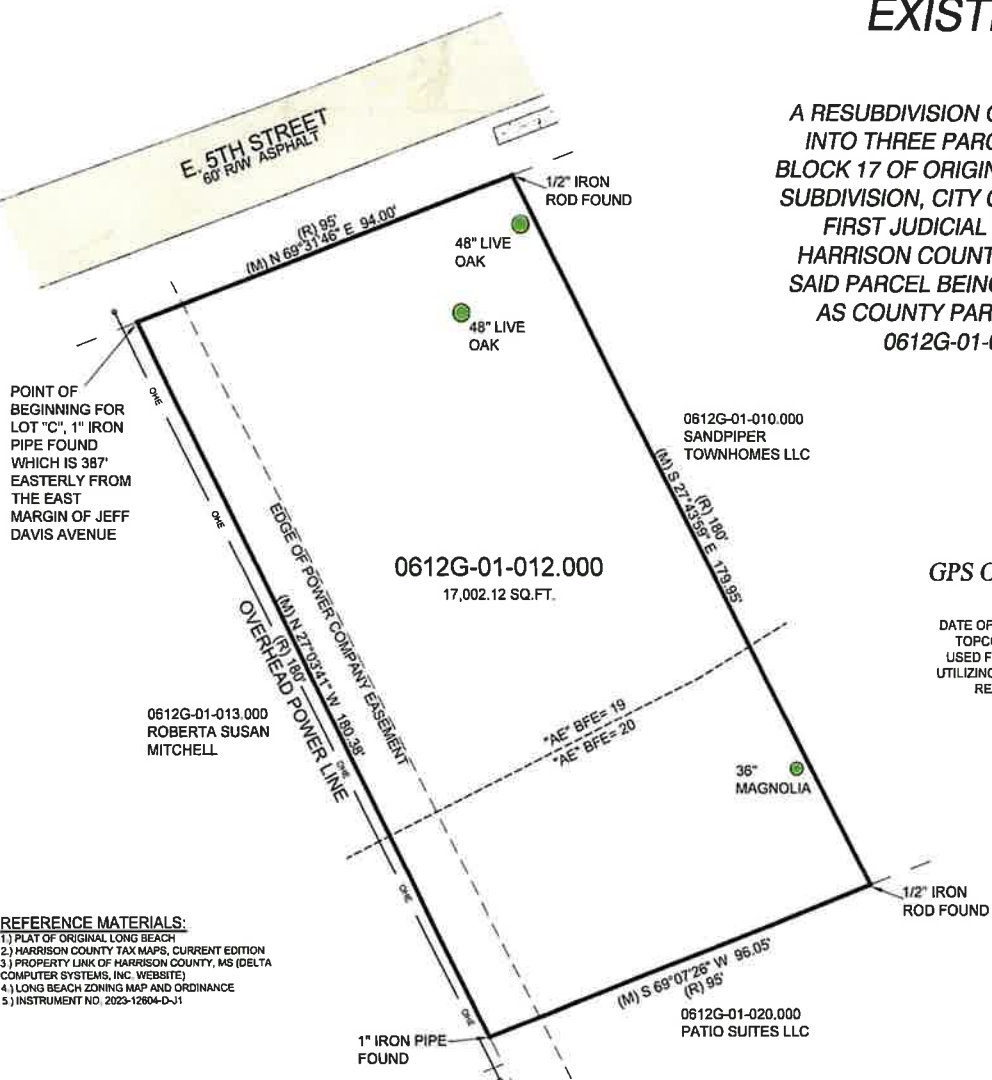 EXISTI
A RESUBDIVISION O
INTO THREE PARC
BLOCK 17 OF ORIGIN
SUBDIVISION, CITY O
FIRST JUDICIAL
HARRISON COUNT
SAID PARCEL BEING
AS COUNTY PAR
0612G-01-0
E. 5TH STREET
60' R/W ASPHALT
(R) 95'
(M) N 69°31'46" E 94.00'
1/2" IRON
ROD FOUND
48" LIVE
OAK
48" LIVE
OAK
POINT OF
BEGINNING FOR
LOT "C", 1" IRON
PIPE FOUND
WHICH IS 387'
EASTERLY FROM
THE EAST
MARGIN OF JEFF
DAVIS AVENUE
OHE
OHE
0612G-01-010.000
SANDPIPER
TOWNHOMES LLC
(R) 180'
(M) S 27°43'59" E 179.95'
EDGE OF POWER COMPANY EASEMENT
0612G-01-012.000
17,002.12 SQ.FT.
GPS O
DATE OF
TOPCO
USED F
UTILIZING
RE
(M) N 27°03'41" W 180.38'
(R) 180'
OVERHEAD POWER LINE
0612G-01-013.000
ROBERTA SUSAN
MITCHELL
"AE" BFE= 19
"AE" BFE= 20
OHE
36"
MAGNOLIA
OHE
1/2" IRON
ROD FOUND
REFERENCE MATERIALS:
1.) PLAT OF ORIGINAL LONG BEACH
2.) HARRISON COUNTY TAX MAPS, CURRENT EDITION
3.) PROPERTY LINK OF HARRISON COUNTY, MS (DELTA
COMPUTER SYSTEMS, INC. WEBSITE)
4.) LONG BEACH ZONING MAP AND ORDINANCE
5.) INSTRUMENT NO. 2023-12604-D-J1
(M) S 69°07'26" W 96.05'
(R) 95'
OHE
0612G-01-020.000
PATIO SUITES LLC
1" IRON PIPE
FOUND